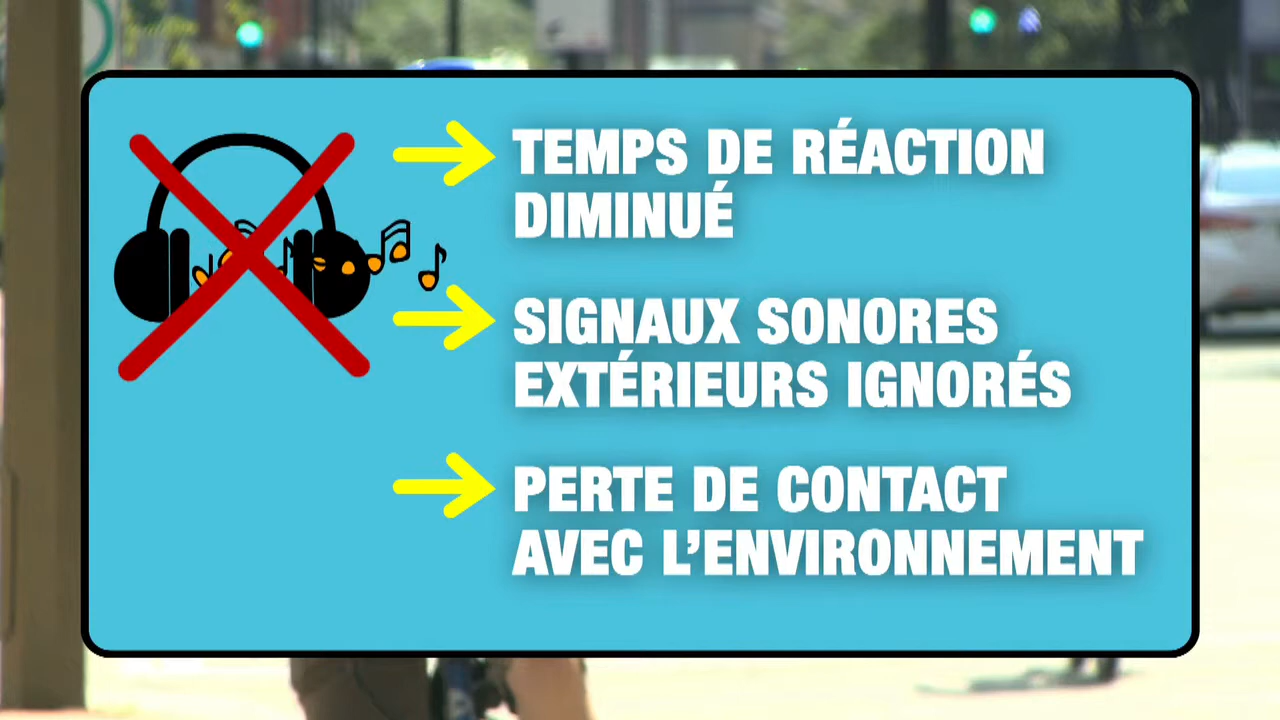 TEMPS DE RÉACTION
DIMINUÉ
SIGNAUX SONORES
EXTÉRIEURS IGNORÉS
PERTE DE CONTACT
AVEC L'ENVIRONNEMENT